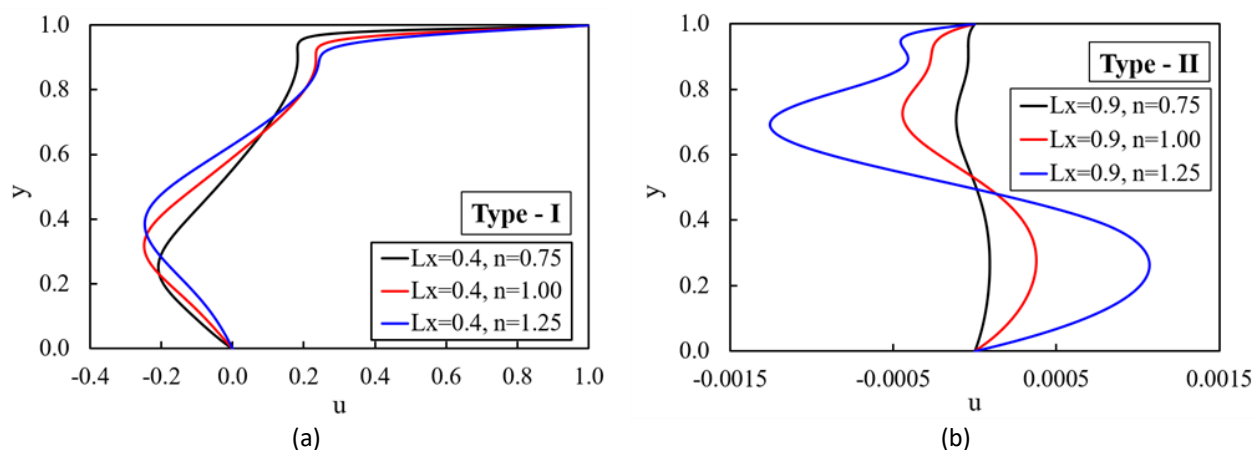 1.0
0.8
0.6
0.4
0.2
0.0
y
-0.4 -0.2 0.0 0.2 0.4 0.6 0.8 1.0
u
Type - I
Lx=0.4, n=0.75
Lx=0.4, n=1.00
Lx=0.4, n=1.25
(a)
1.0
0.8
0.6
0.4
0.2
0.0
y
-0.0015 -0.0005 0.0005 0.0015
u
Type - II
Lx=0.9, n=0.75
Lx=0.9, n=1.00
Lx=0.9, n=1.25
(b)